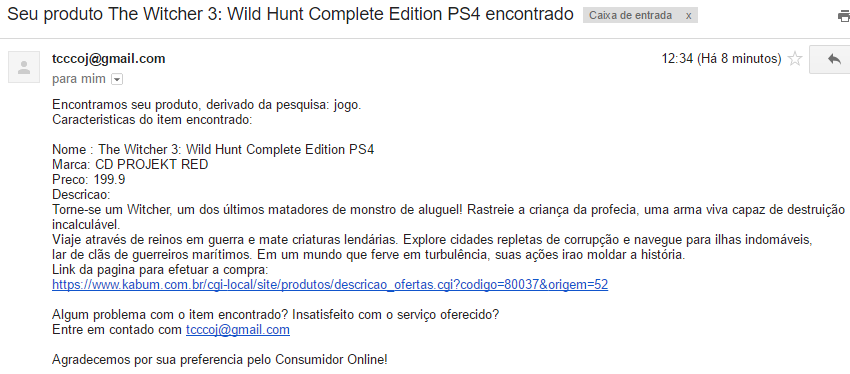 Seu produto The Witcher 3: Wild Hunt Complete Edition PS4 encontrado Caixa de entrada x
tcccoj@gmail.com 12:34 (Há 8 minutos)
para mim
Encontramos seu produto, derivado da pesquisa: jogo.
Caracteristicas do item encontrado:
Nome : The Witcher 3: Wild Hunt Complete Edition PS4
Marca: CD PROJEKT RED
Preco: 199.9
Descricao:
Torne-se um Witcher, um dos últimos matadores de monstro de aluguel! Rastreie a criança da profecia, uma arma viva capaz de destruição
incalculável.
Viaje através de reinos em guerra e mate criaturas lendárias. Explore cidades repletas de corrupção e navegue para ilhas indomáveis,
lar de clãs de guerreiros marítimos. Em um mundo que ferve em turbulência, suas ações irao moldar a história.
Link da pagina para efetuar a compra:
https://www.kabum.com.br/cgi-local/site/produtos/descricao_ofertas.cgi?codigo=80037&origem=52
Algum problema com o item encontrado? Insatisfeito com o serviço oferecido?
Entre em contado com tcccoj@gmail.com
Agradecemos por sua preferencia pelo Consumidor Online!